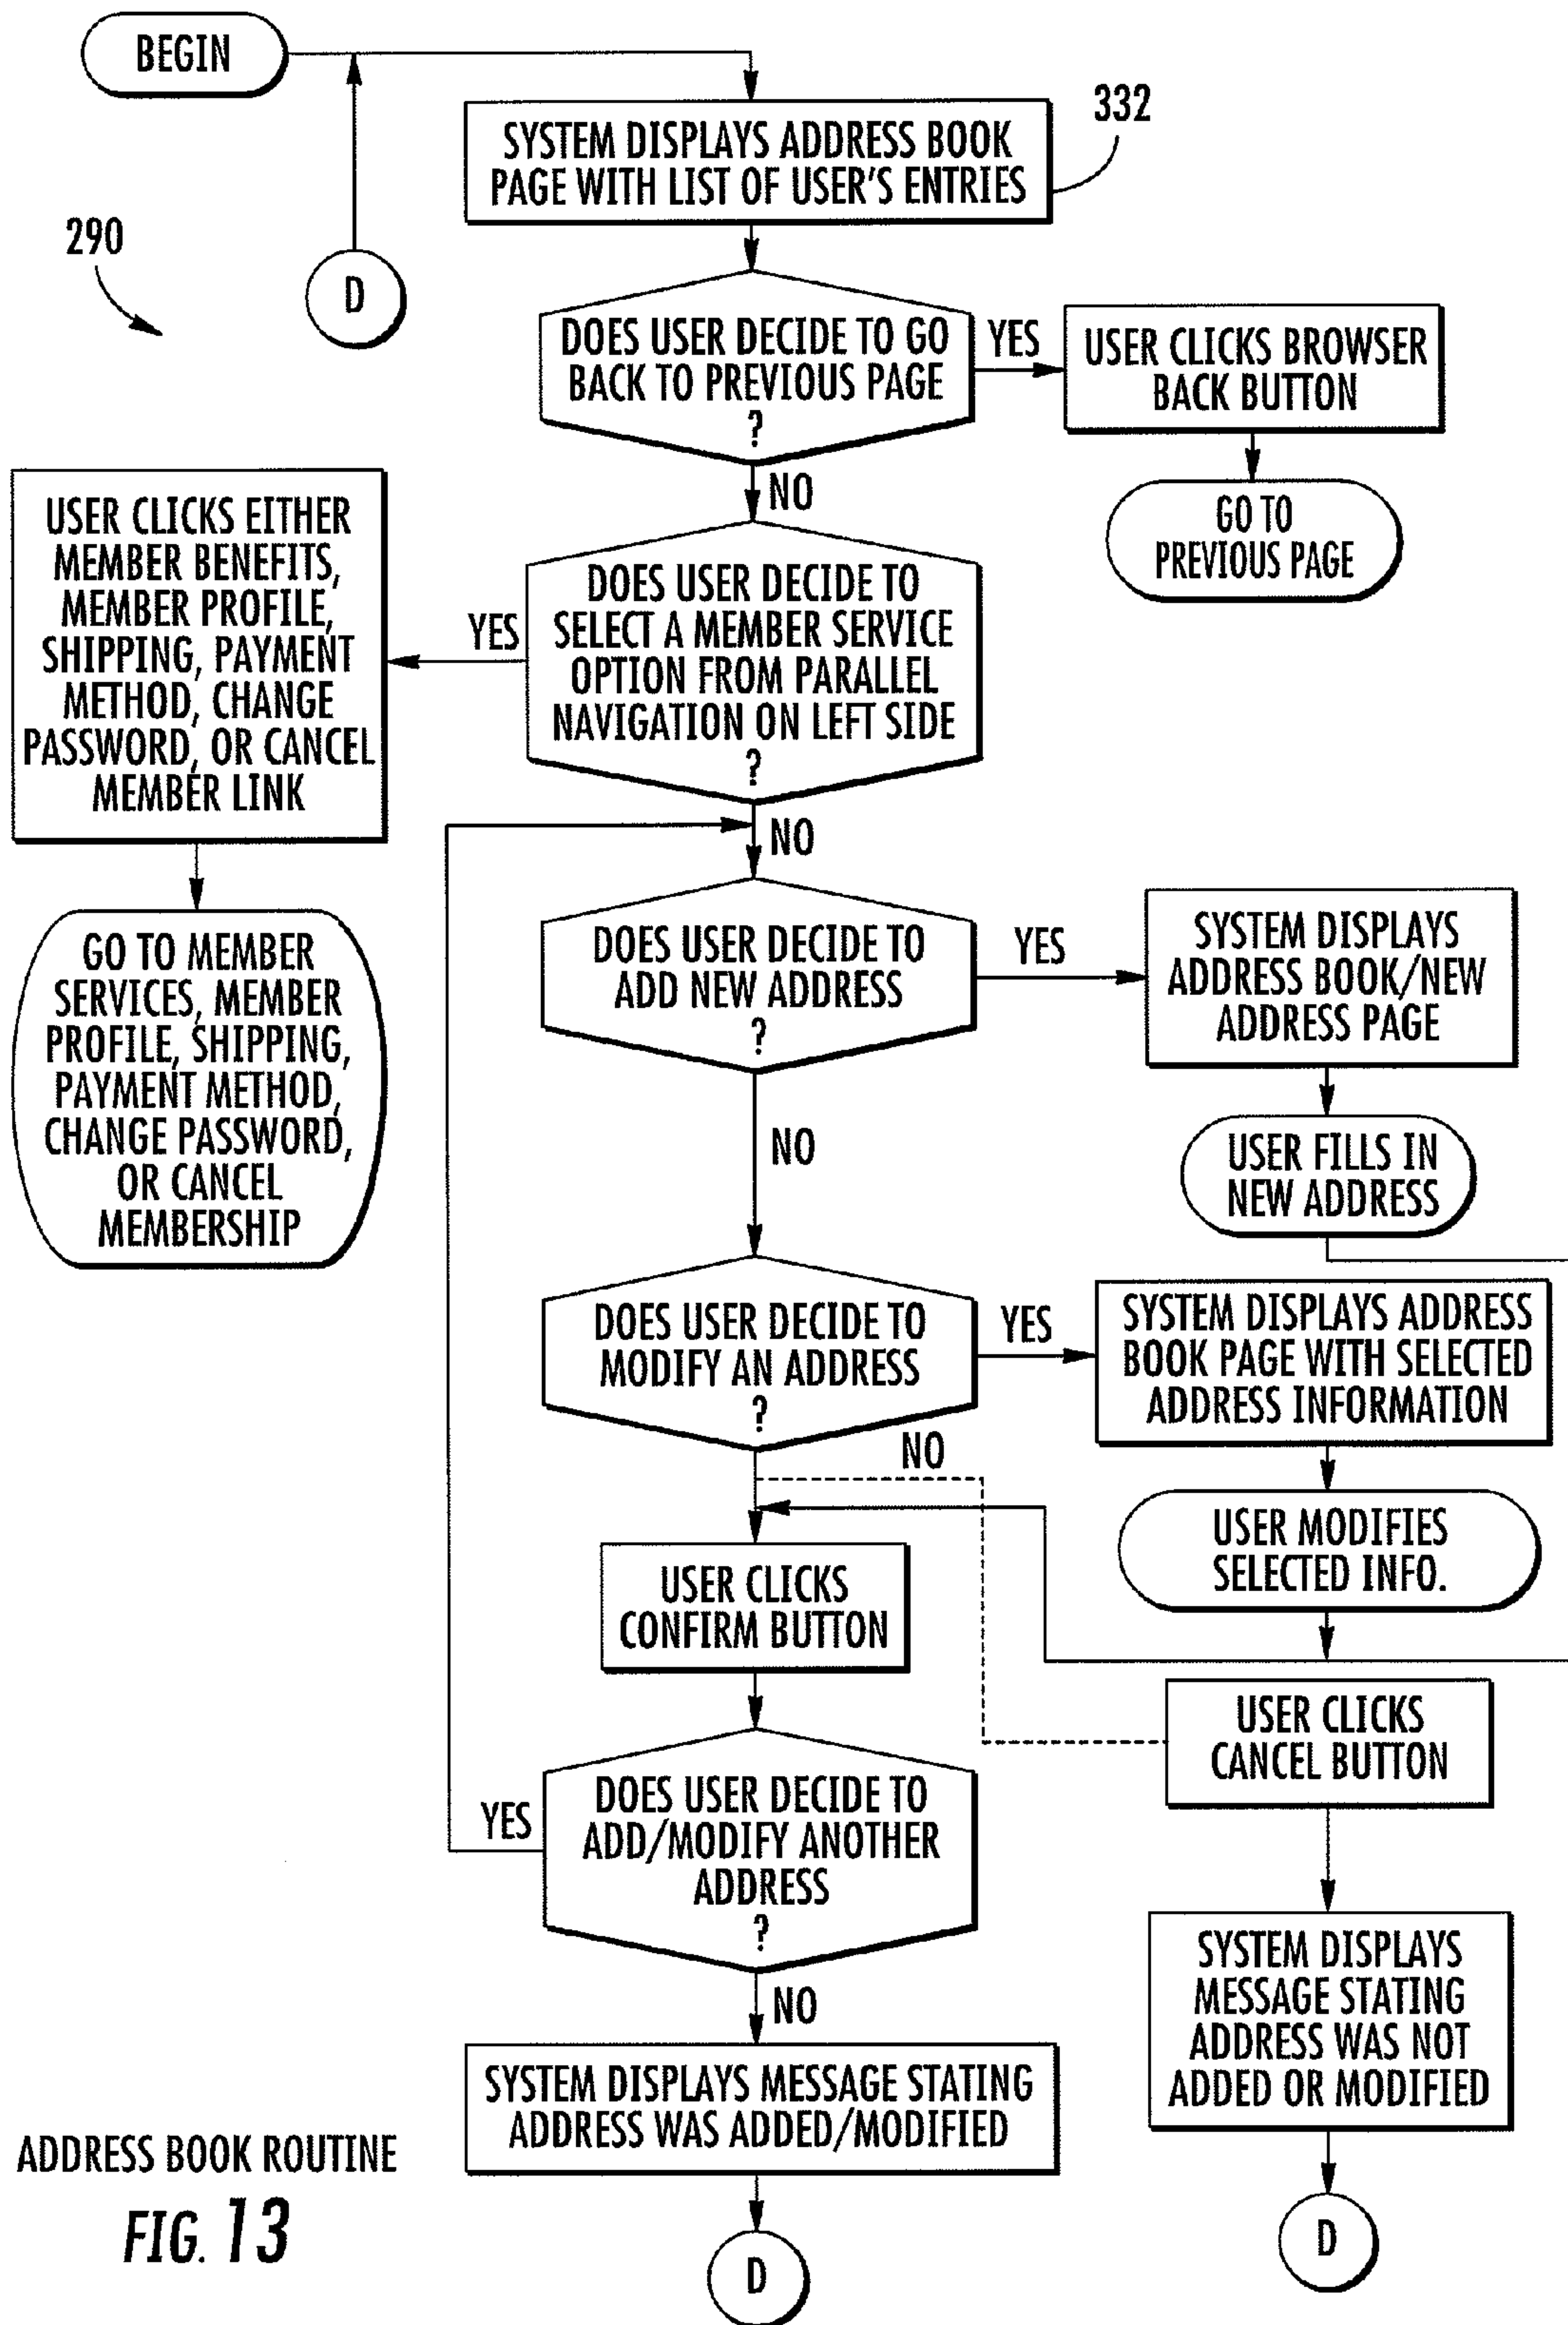 BEGIN
332
SYSTEM DISPLAYS ADDRESS BOOK
PAGE WITH LIST OF USER'S ENTRIES
290
D
DOES USER DECIDE TO GO
BACK TO PREVIOUS PAGE
?
YES
USER CLICKS BROWSER
BACK BUTTON
GO TO
PREVIOUS PAGE
NO
DOES USER DECIDE TO
SELECT A MEMBER SERVICE
OPTION FROM PARALLEL
NAVIGATION ON LEFT SIDE
?
YES
USER CLICKS EITHER
MEMBER BENEFITS,
MEMBER PROFILE,
SHIPPING, PAYMENT
METHOD, CHANGE
PASSWORD, OR CANCEL
MEMBER LINK
GO TO MEMBER
SERVICES, MEMBER
PROFILE, SHIPPING,
PAYMENT METHOD,
CHANGE PASSWORD,
OR CANCEL
MEMBERSHIP
NO
DOES USER DECIDE TO
ADD NEW ADDRESS
?
YES
SYSTEM DISPLAYS
ADDRESS BOOK/NEW
ADDRESS PAGE
USER FILLS IN
NEW ADDRESS
NO
DOES USER DECIDE TO
MODIFY AN ADDRESS
?
YES
SYSTEM DISPLAYS ADDRESS
BOOK PAGE WITH SELECTED
ADDRESS INFORMATION
USER MODIFIES
SELECTED INFO.
NO
USER CLICKS
CONFIRM BUTTON
USER CLICKS
CANCEL BUTTON
DOES USER DECIDE TO
ADD/MODIFY ANOTHER
ADDRESS
?
YES
NO
SYSTEM DISPLAYS MESSAGE STATING
ADDRESS WAS ADDED/MODIFIED
D
SYSTEM DISPLAYS
MESSAGE STATING
ADDRESS WAS NOT
ADDED OR MODIFIED
D
ADDRESS BOOK ROUTINE
FIG. 13